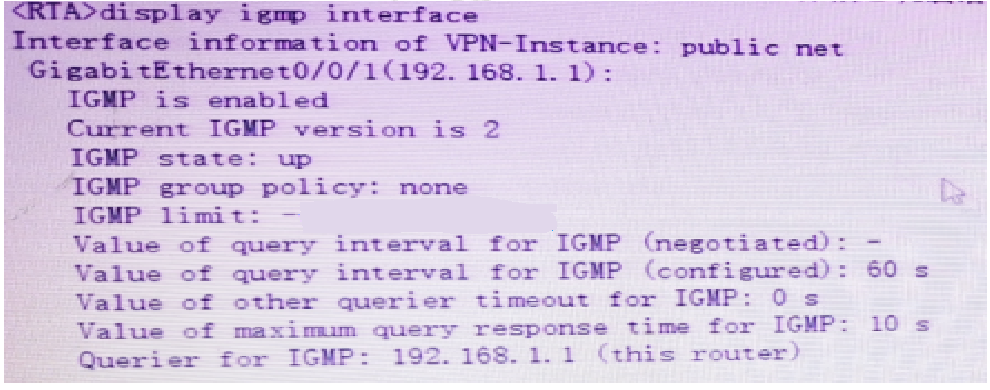 <RTA>display igmp interface
Interface information of VPN-Instance: public net
GigabitEthernet0/0/1(192.168.1.1):
IGMP is enabled
Current IGMP version is 2
IGMP state: up
IGMP group policy: none
IGMP limit: -
Value of query interval for IGMP (negotiated): -
Value of query interval for IGMP (configured): 60 s
Value of other querier timeout for IGMP: 0 s
Value of maximum query response time for IGMP: 10 s
Querier for IGMP: 192.168.1.1 (this router)